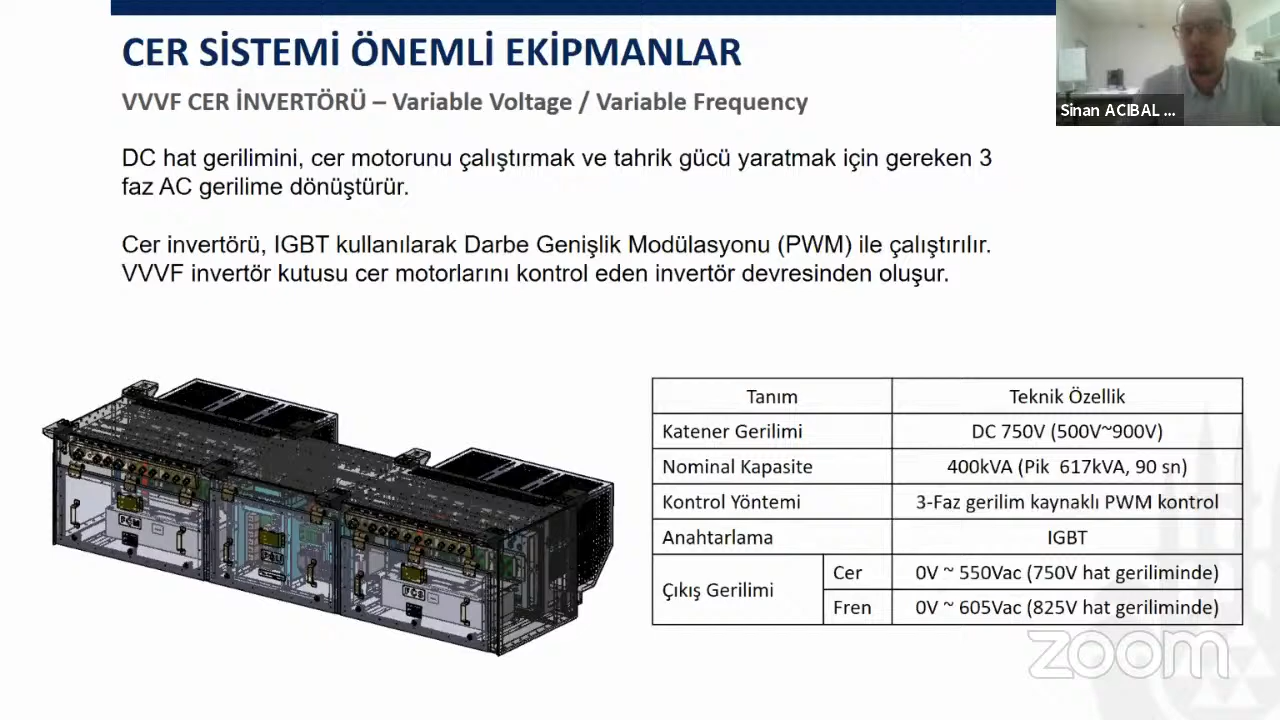 CER SİSTEMİ ÖNEMLİ EKİPMANLAR
VVVF CER İNVERTÖRÜ – Variable Voltage / Variable Frequency
Sinan ACIBAL ...
DC hat gerilimini, cer motorunu çalıştırmak ve tahrik gücü yaratmak için gereken 3
faz AC gerilime dönüştürür.
Cer invertörü, IGBT kullanılarak Darbe Genişlik Modülasyonu (PWM) ile çalıştırılır.
VVVF invertör kutusu cer motorlarını kontrol eden invertör devresinden oluşur.
Tanım Teknik Özellik
Katener Gerilimi DC 750V (500V~900V)
Nominal Kapasite 400kVA (Pik 617kVA, 90 sn)
Kontrol Yöntemi 3-Faz gerilim kaynaklı PWM kontrol
Anahtarlama IGBT
Çıkış Gerilimi Cer 0V ~ 550Vac (750V hat geriliminde)
Fren 0V ~ 605Vac (825V hat geriliminde)
zoom